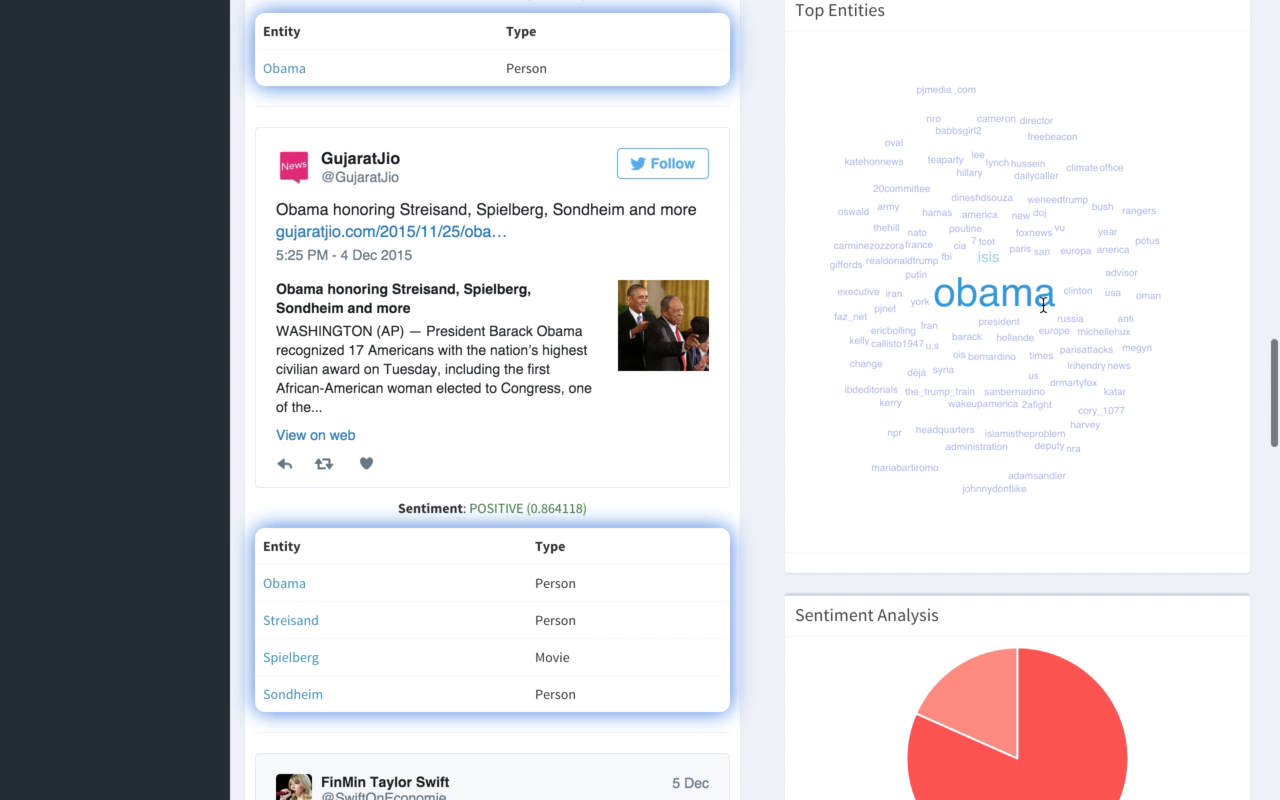 Entity Type
Obama Person
News
GujaratJio
@GujaratJio
Follow
Obama honoring Streisand, Spielberg, Sondheim and more
gujaratjio.com/2015/11/25/oba…
5:25 PM - 4 Dec 2015
Obama honoring Streisand, Spielberg,
Sondheim and more
WASHINGTON (AP) — President Barack Obama
recognized 17 Americans with the nation's highest
civilian award on Tuesday, including the first
African-American woman elected to Congress, one
of the...
View on web
Sentiment: POSITIVE (0.864118)
Entity Type
Obama Person
Streisand Person
Spielberg Movie
Sondheim Person
FinMin Taylor Swift 5 Dec
@SwiftOnEconomie
Top Entities
pjmedia_com
nro cameron director
babbsgirl2 freebeacon
oval
katehonnews teaparty lee lynch hussein climate office
hillary dailycaller
20committee
dineshdsouza weneedtrump
oswald army hamas america new doj bush rangers
thehill nato poutine foxnews vu year
carminezozzora france cia 7 tcot paris san europa anerica potus
giffords realdonaldtrump fbi isis
putin advisor
executive iran york obama clinton usa oman
faz_net pjnet president russia anti
ericbolling fran barack hollande europe michellehux
kelly callisto1947 u.s ois bernardino times parisattacks megyn
change déjà syria us lrihendry news
drmartyfox
ibdeditorials the_trump_train sanbernadino katar
kerry wakeupamerica 2afight cory_1077
harvey
npr headquarters islamistheproblem
administration deputy nra
mariabartiromo adamsandler
johnnydontlike
Sentiment Analysis